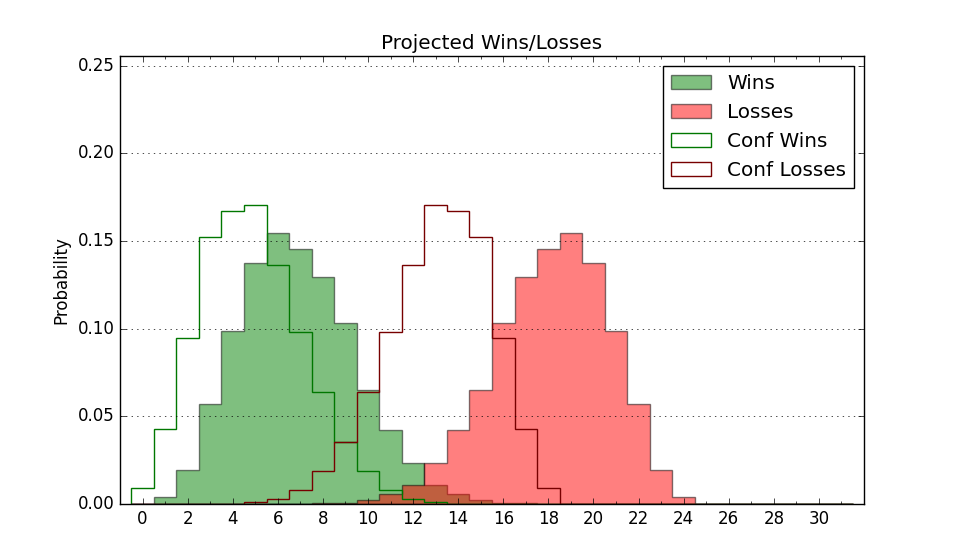 Projected Wins/Losses
0.25
0.20
0.15
0.10
0.05
0.00
Probability
Wins
Losses
Conf Wins
Conf Losses
0 2 4 6 8 10 12 14 16 18 20 22 24 26 28 30